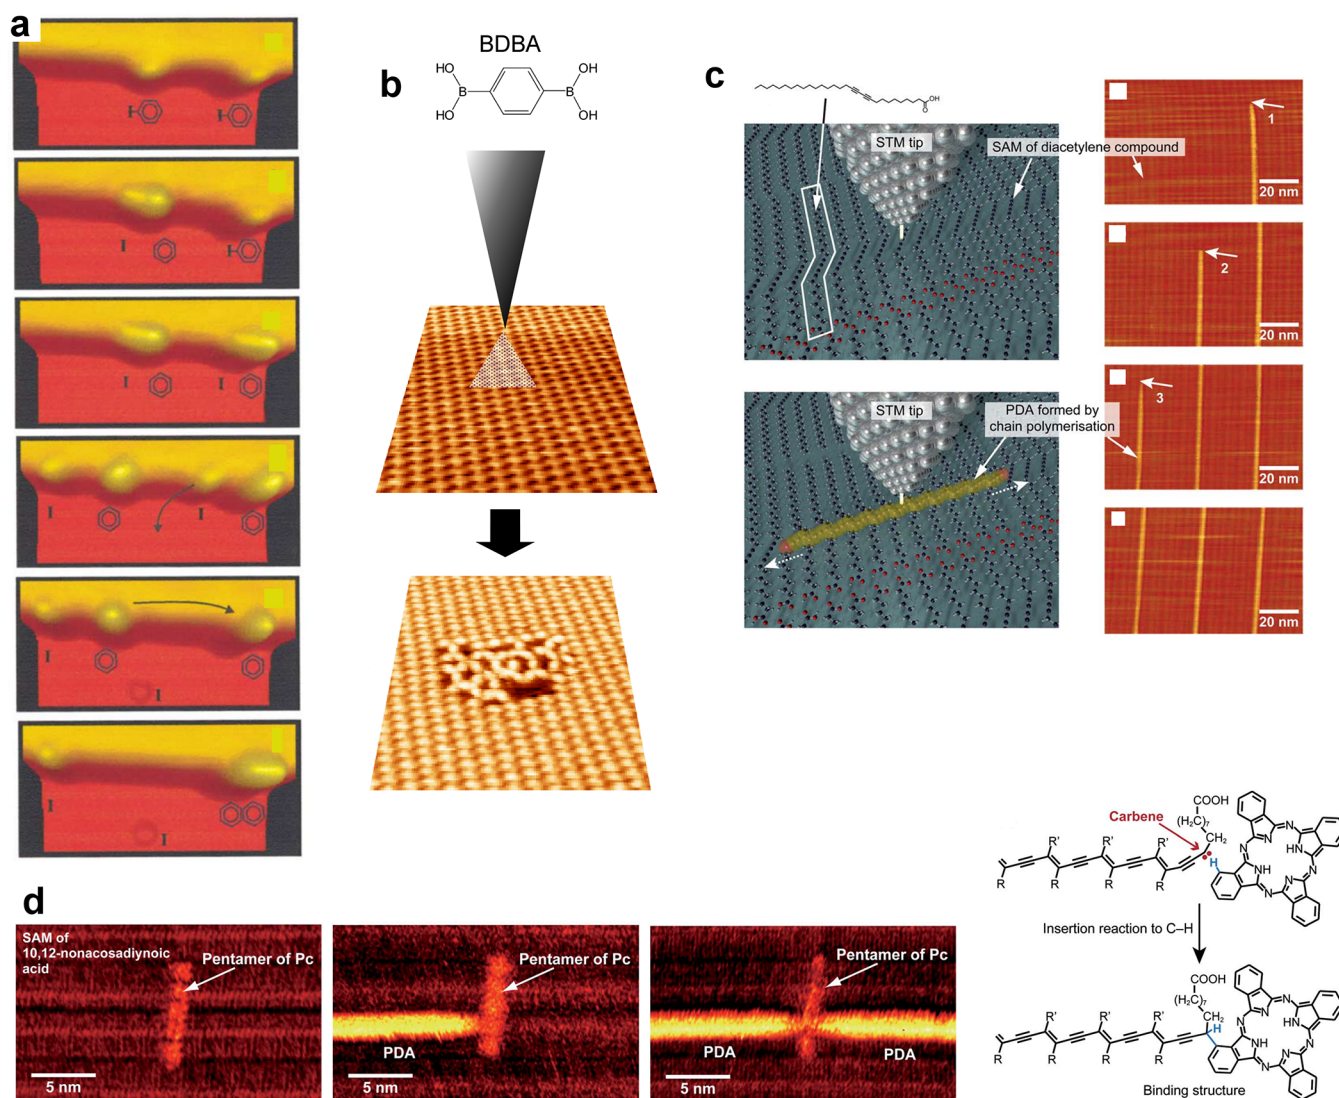 a
I
I
I
I
I
I
I
I
I
I
I
I
b
BDBA
HO
OH
B
B
HO
OH
c
OH
O
STM tip
SAM of diacetylene
compound
STM tip
PDA formed by
chain polymerisation
1
20 nm
2
20 nm
3
20 nm
20 nm
d
SAM of
10,12-nonacosadiynoic
acid
Pentamer of Pc
5 nm
Pentamer of Pc
PDA
5 nm
Pentamer of Pc
PDA
PDA
5 nm
COOH
(H₂C)₇
CH₂
Carbene
R' R' R' R'
R R R R
H
N
N
N
NH
HN
N
N
N
Insertion reaction to C–H
COOH
(H₂C)₇
CH₂
H
R' R' R' R'
R R R R
N
N
N
NH
HN
N
N
N
Binding structure